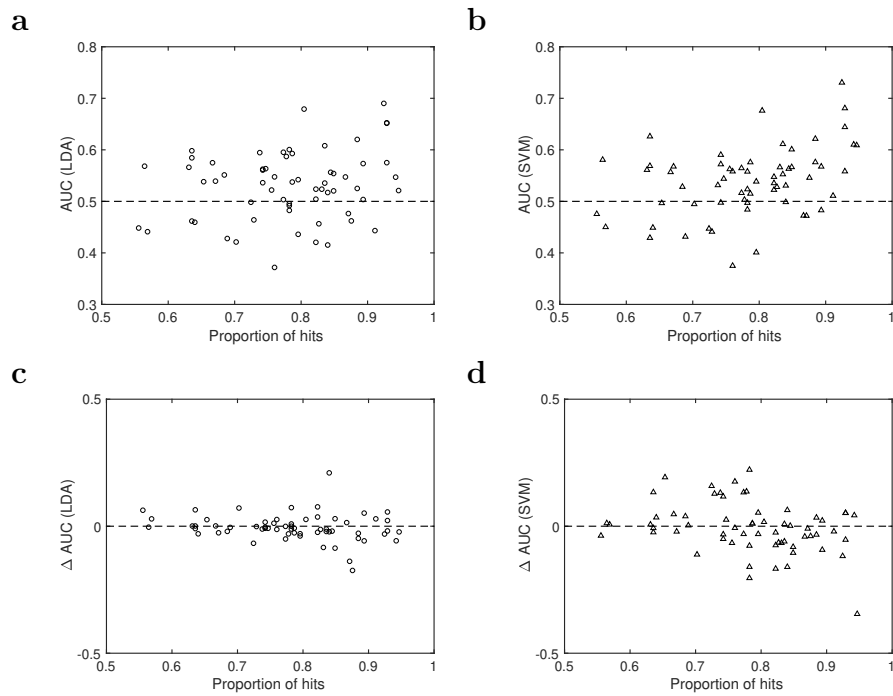 a
0.8
0.7
0.6
0.5
0.4
0.3
AUC (LDA)
0.5 0.6 0.7 0.8 0.9 1
Proportion of hits
b
0.8
0.7
0.6
0.5
0.4
0.3
AUC (SVM)
0.5 0.6 0.7 0.8 0.9 1
Proportion of hits
c
0.5
0
-0.5
Δ AUC (LDA)
0.5 0.6 0.7 0.8 0.9 1
Proportion of hits
d
0.5
0
-0.5
Δ AUC (SVM)
0.5 0.6 0.7 0.8 0.9 1
Proportion of hits